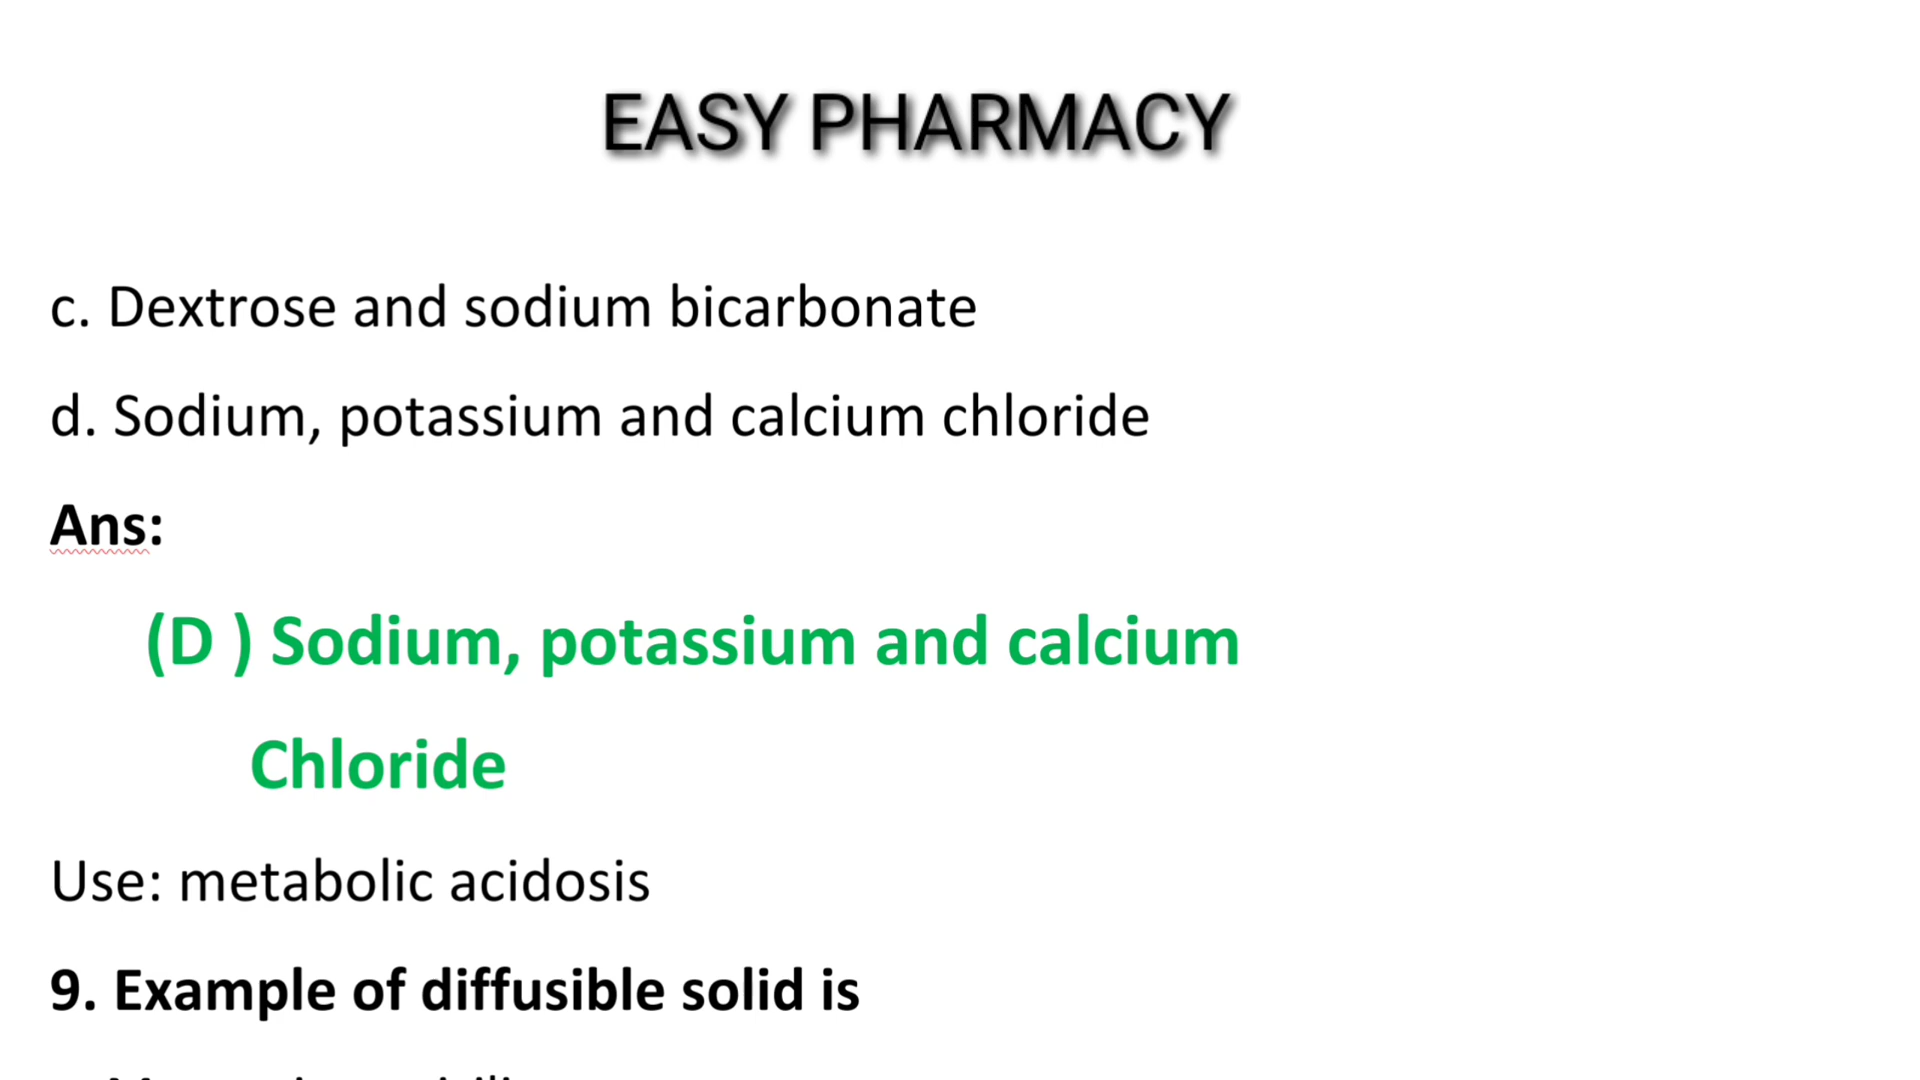 EASY PHARMACY
c. Dextrose and sodium bicarbonate
d. Sodium, potassium and calcium chloride
Ans:
(D ) Sodium, potassium and calcium
Chloride
Use: metabolic acidosis
9. Example of diffusible solid is